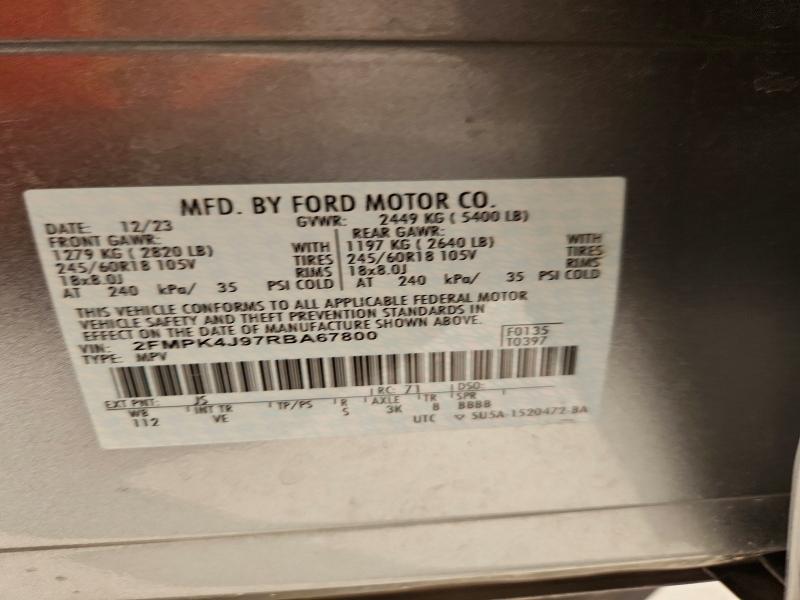 MFD. BY FORD MOTOR CO.
DATE: 12/23 GVWR: 2449 KG ( 5400 LB)
FRONT GAWR: REAR GAWR:
1279 KG ( 2820 LB) WITH 1197 KG ( 2640 LB) WITH
245/60R18 105V TIRES 245/60R18 105V TIRES
18x8.0J RIMS 18x8.0J RIMS
AT 240 kPa/ 35 PSI COLD AT 240 kPa/ 35 PSI COLD
THIS VEHICLE CONFORMS TO ALL APPLICABLE FEDERAL MOTOR
VEHICLE SAFETY AND THEFT PREVENTION STANDARDS IN
EFFECT ON THE DATE OF MANUFACTURE SHOWN ABOVE.
VIN: 2FMPK4J97RBA67800 F0135
TYPE: MPV T0397
EXT PNT: JS RC: 71 DSO:
WB INT TR TP/PS R AXLE TR SPR
112 VE S 3K 8 BBBB
UTC 5U5A-1520472-BA